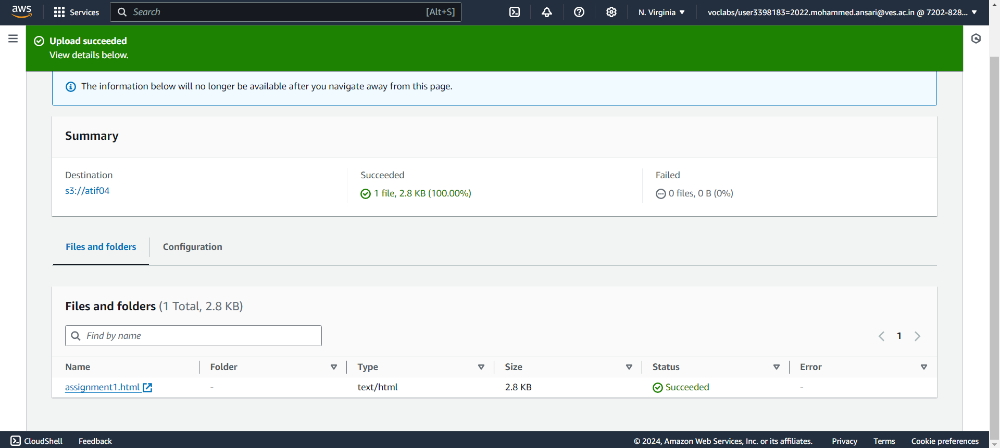 aws
Services
Search
[Alt+S]
N. Virginia
voclabs/user3398183=2022.mohammed.ansari@ves.ac.in @ 7202-828...
Upload succeeded
View details below.
The information below will no longer be available after you navigate away from this page.
Summary
Destination
s3://atif04
Succeeded
1 file, 2.8 KB (100.00%)
Failed
0 files, 0 B (0%)
Files and folders
Configuration
Files and folders (1 Total, 2.8 KB)
Find by name
1
Name Folder Type Size Status Error
assignment1.html - text/html 2.8 KB Succeeded -
CloudShell
Feedback
© 2024, Amazon Web Services, Inc. or its affiliates.
Privacy
Terms
Cookie preferences